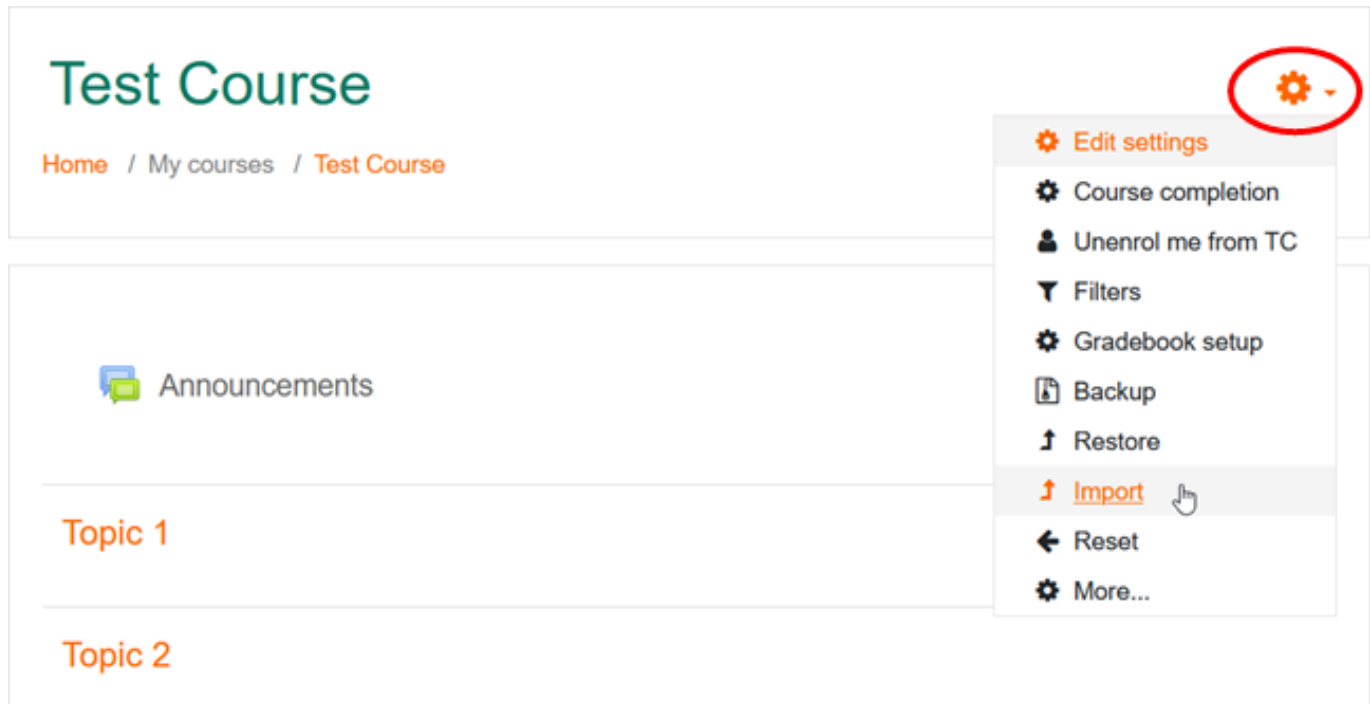 Test Course
Home / My courses / Test Course
Edit settings
Course completion
Unenrol me from TC
Filters
Gradebook setup
Backup
Restore
Import
Reset
More...
Announcements
Topic 1
Topic 2